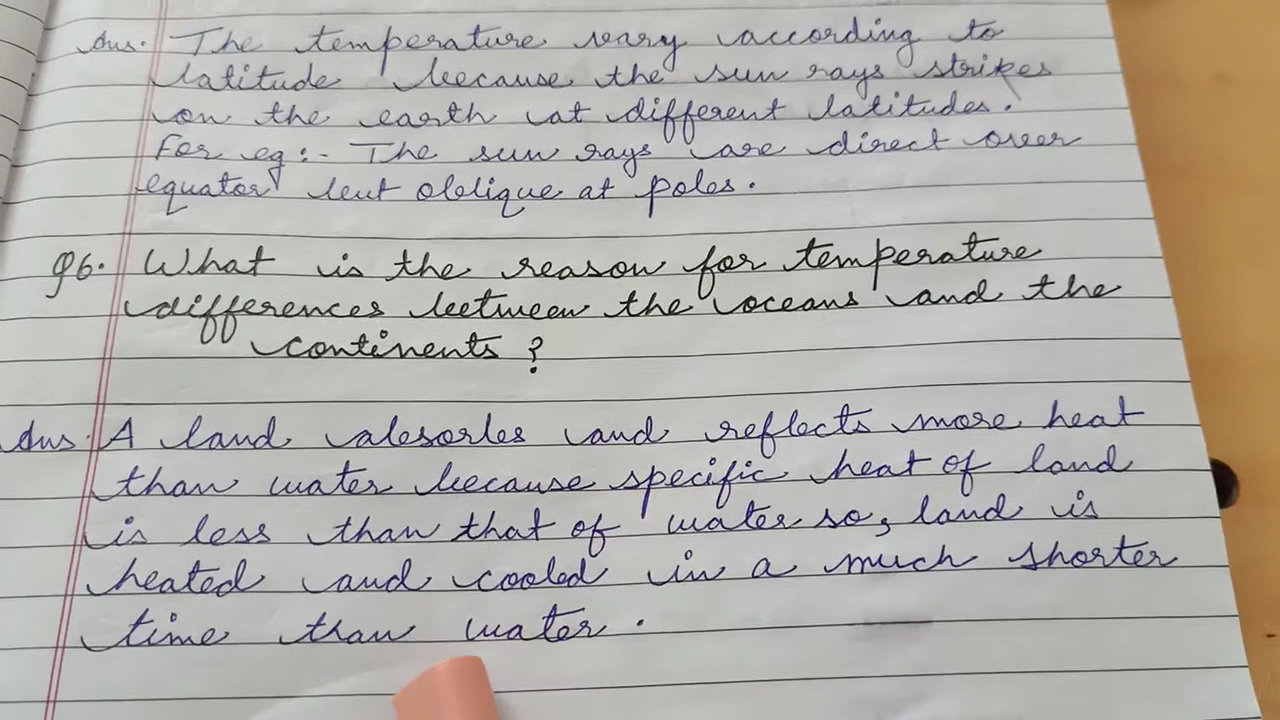 Ans. The temperature vary according to
latitude because the sun rays strikes
on the earth at different latitudes.
For eg:- The sun rays are direct over
equator but oblique at poles.
Q6. What is the reason for temperature
differences between the oceans and the
continents ?
Ans. A land absorbs and reflects more heat
than water because specific heat of land
is less than that of water so, land is
heated and cooled in a much shorter
time than water.